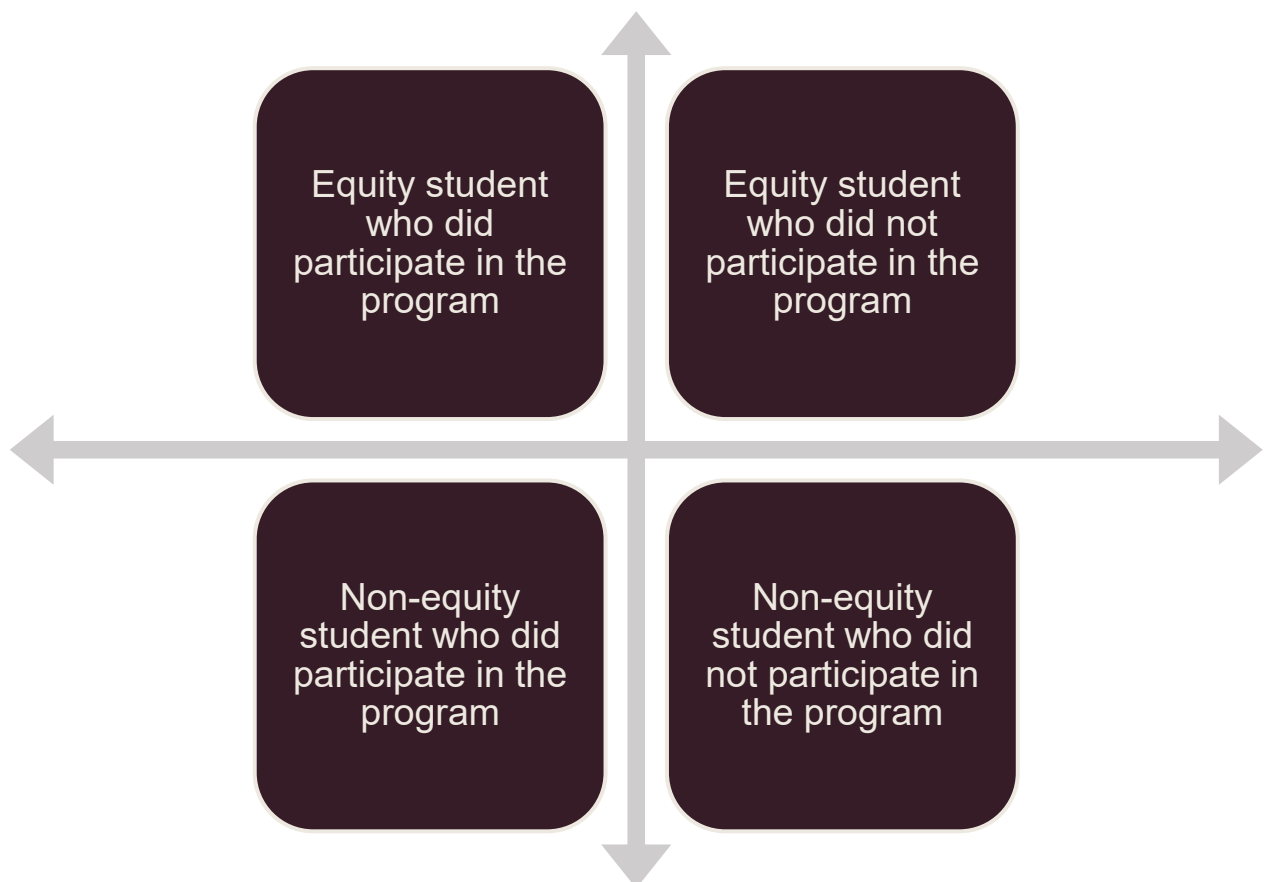 Equity student
who did
participate in the
program
Equity student
who did not
participate in the
program
Non-equity
student who did
participate in the
program
Non-equity
student who did
not participate in
the program